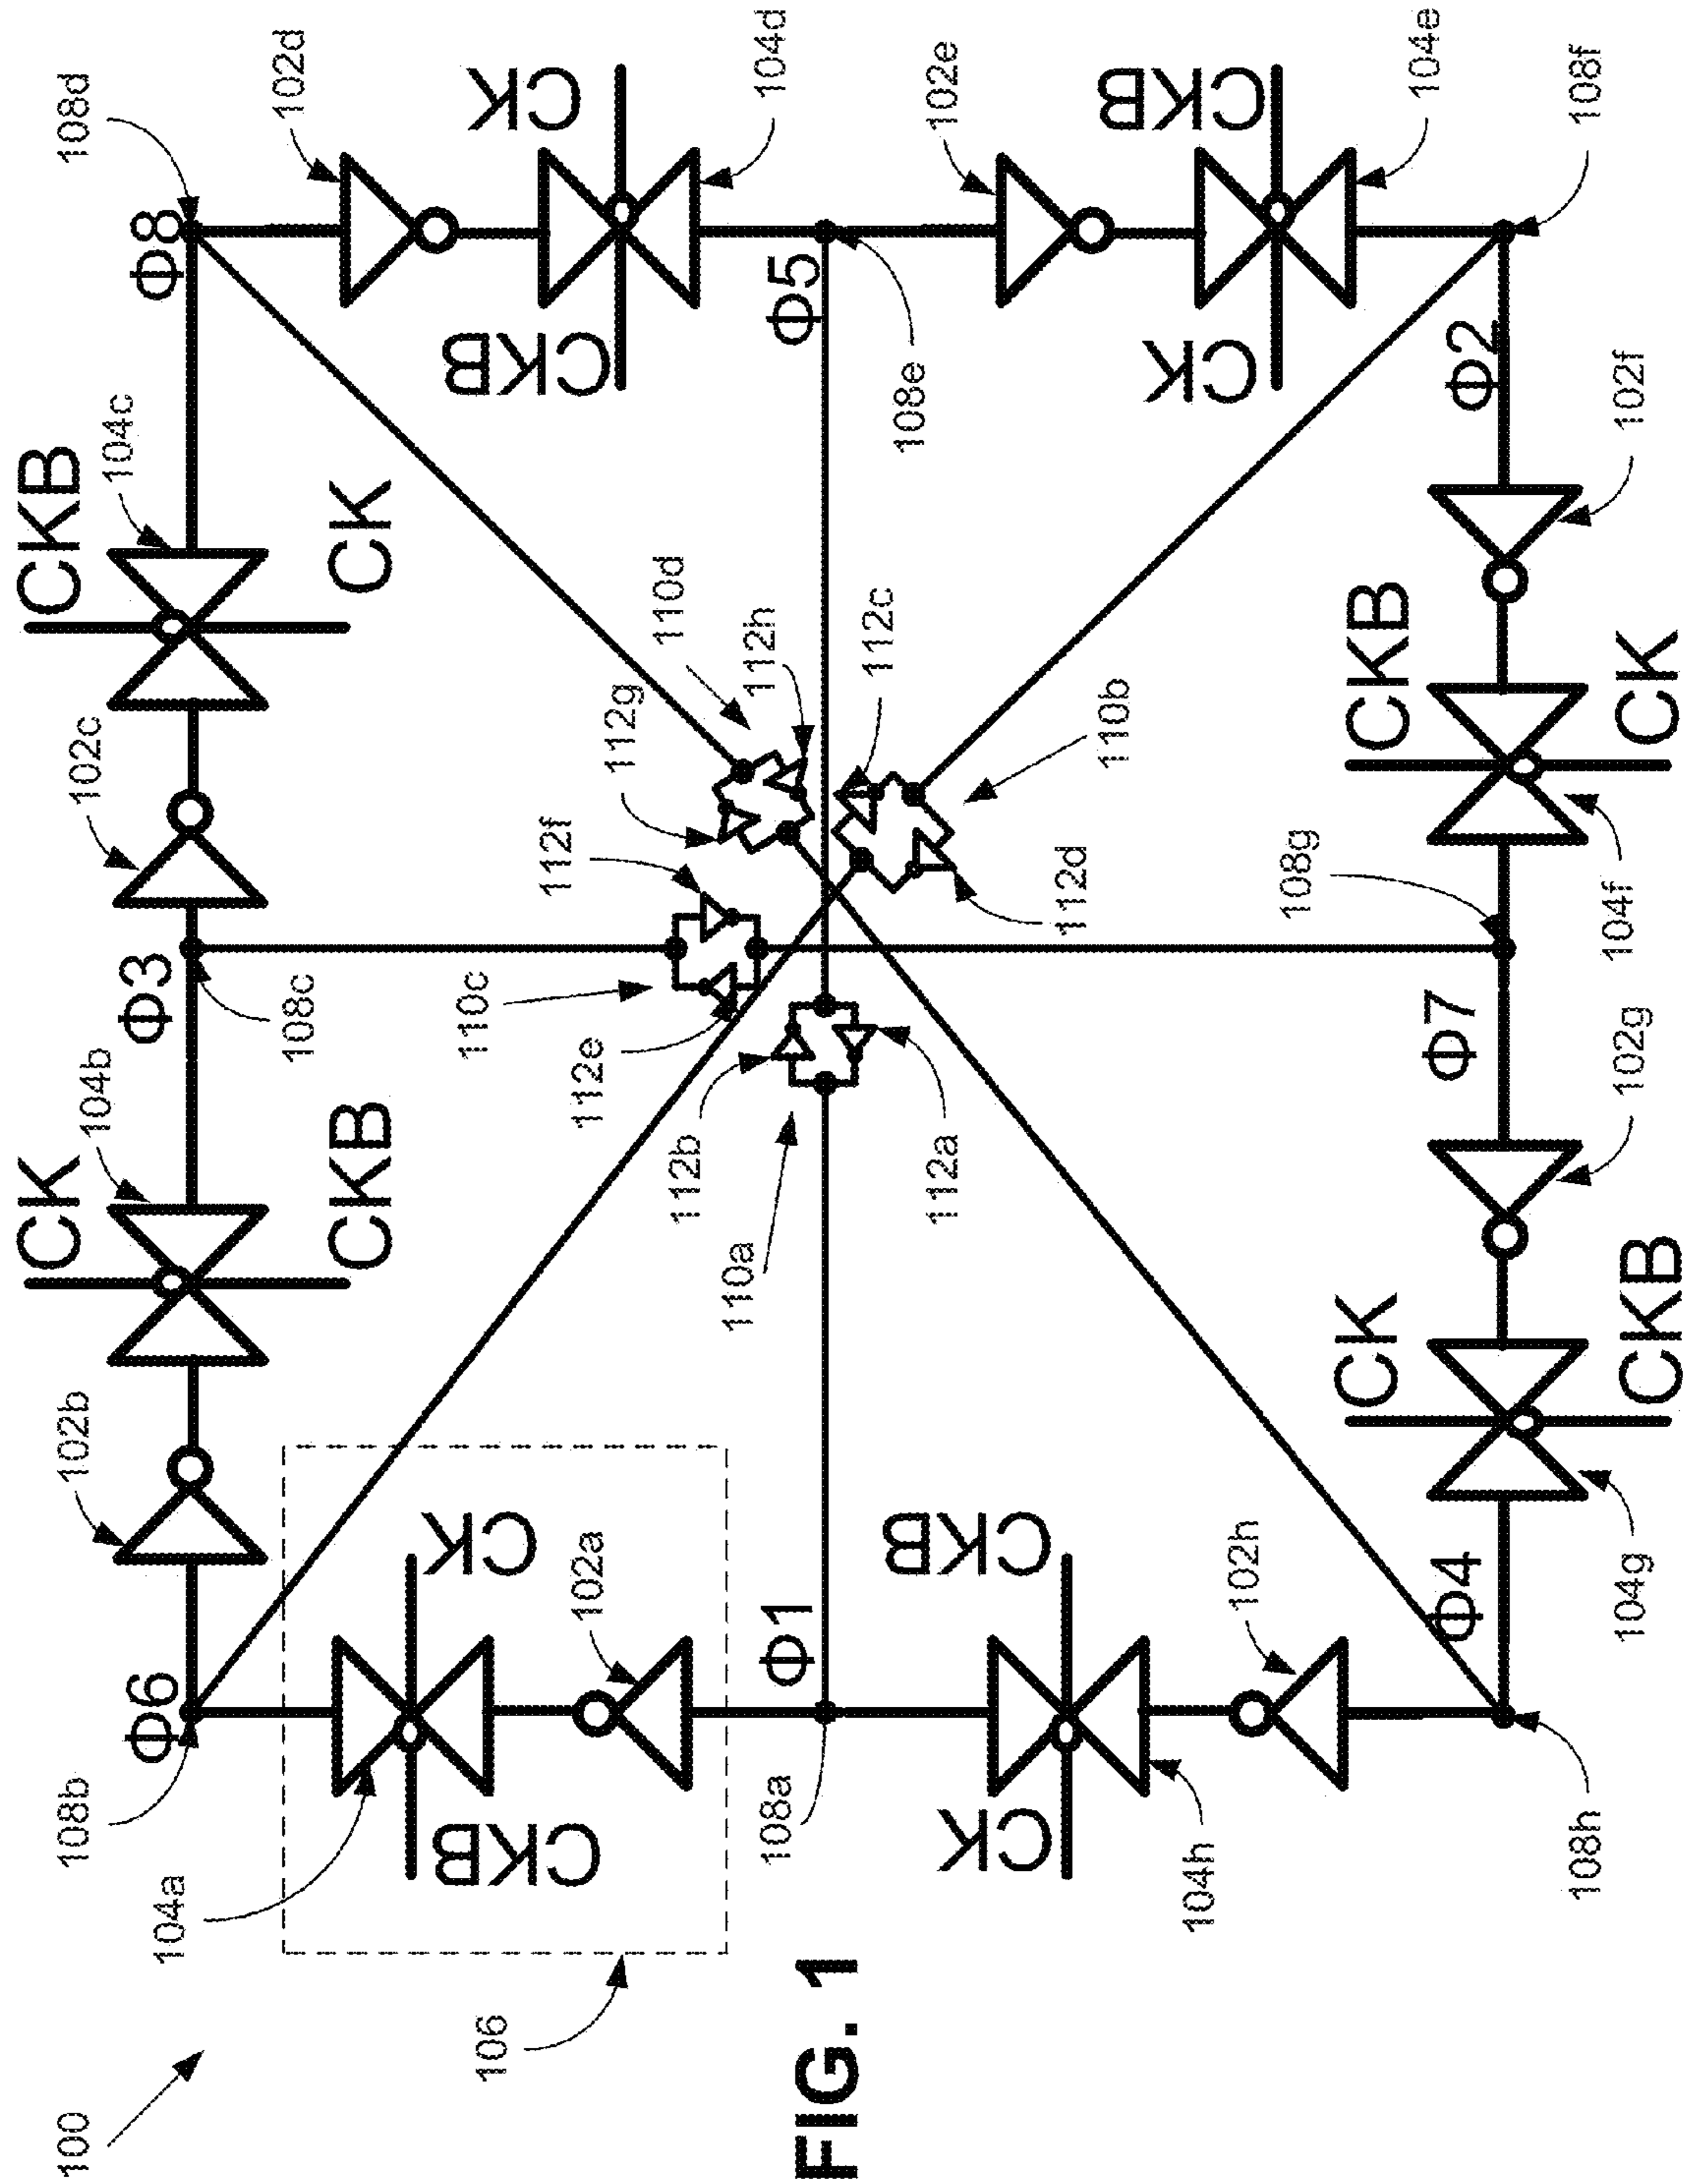 100
106
FIG. 1
108b
Φ6
102b
CK
104b
CKB
Φ3
108c
102c
CKB
104c
CK
Φ8
108d
104a
CKB
CK
102a
108a
Φ1
110a
112b
112a
112e
110c
112f
112g
110d
112h
112c
110b
112d
Φ5
108e
102d
CK
CKB
104d
102e
CKB
CK
104e
CK
CKB
104h
102h
108h
Φ4
104g
CK
CKB
102g
Φ7
108g
104f
CKB
CK
102f
Φ2
108f